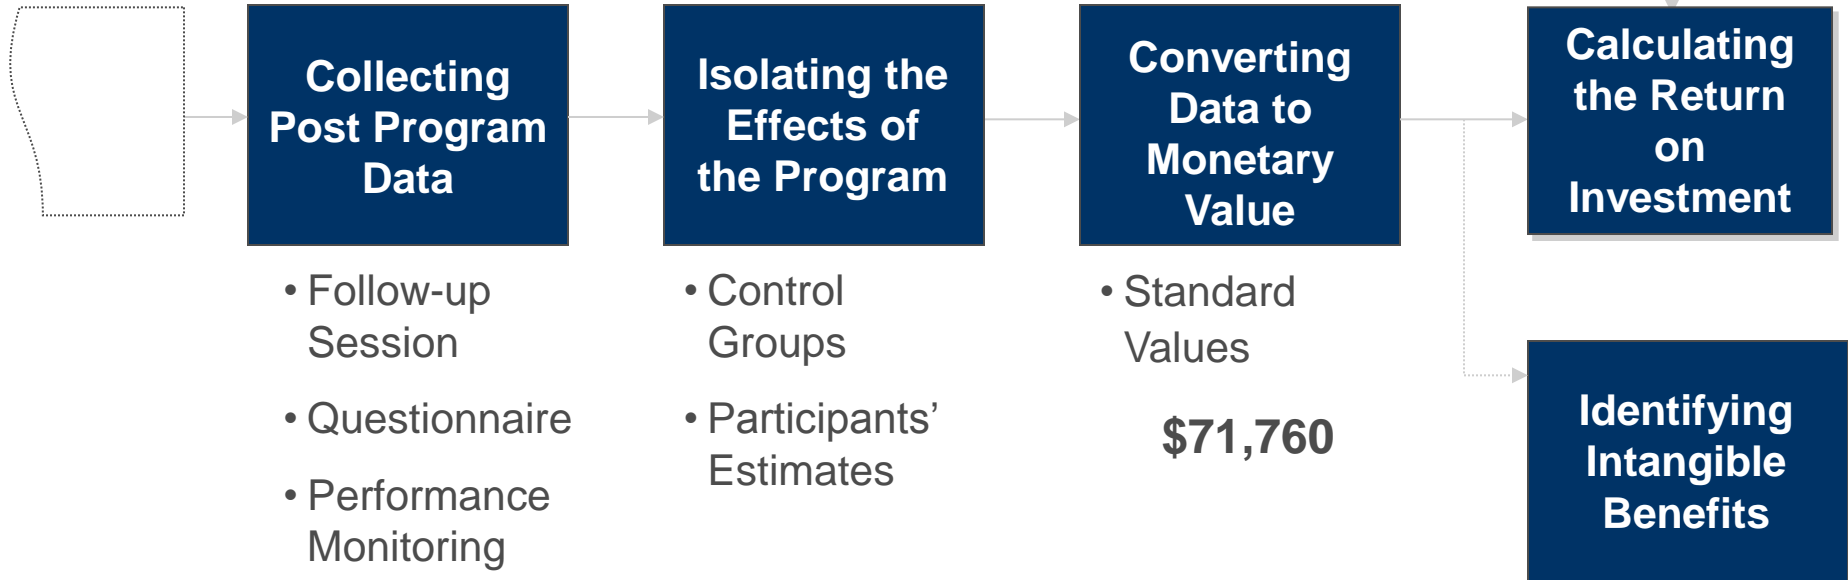 Collecting
Post Program
Data
• Follow-up
Session
• Questionnaire
• Performance
Monitoring
Isolating the
Effects of
the Program
• Control
Groups
• Participants’
Estimates
Converting
Data to
Monetary
Value
• Standard
Values
$71,760
Calculating
the Return
on
Investment
Identifying
Intangible
Benefits